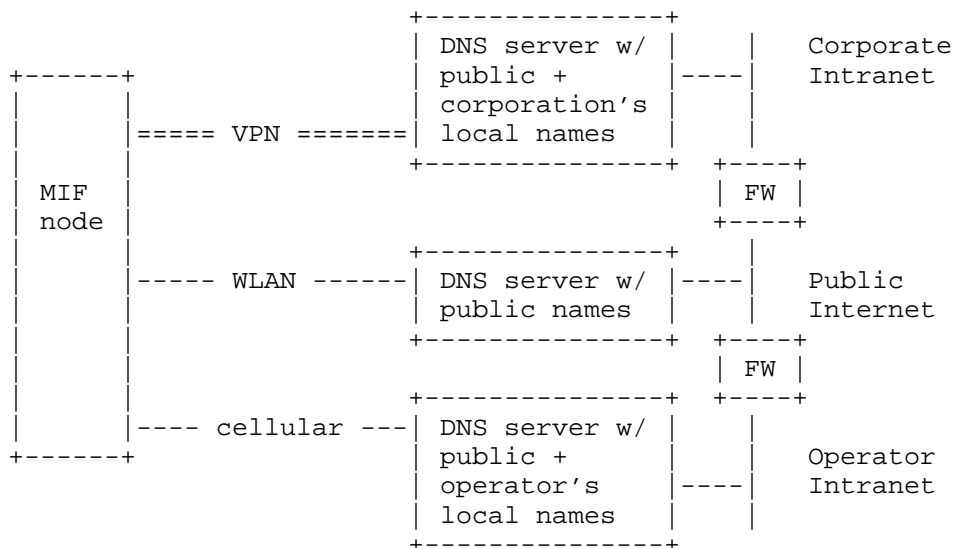 DNS server w/ Corporate
public + Intranet
corporation's
===== VPN ======= local names
MIF FW
node
----- WLAN ------ DNS server w/ ---- Public
public names Internet
FW
---- cellular --- DNS server w/
public + Operator
operator's ---- Intranet
local names